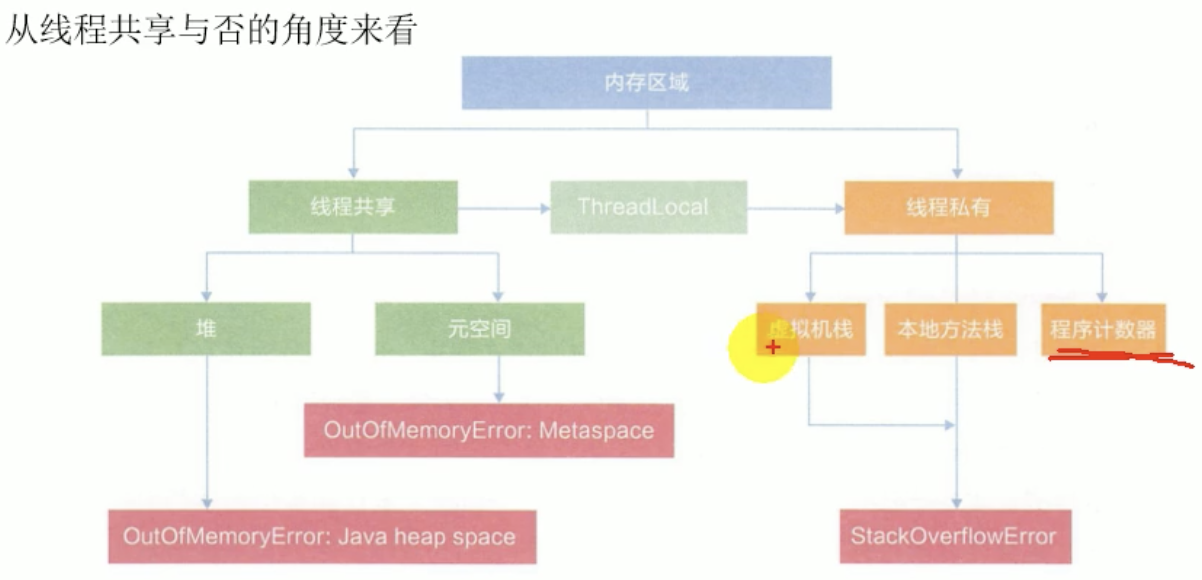 从线程共享与否的角度来看
内存区域
线程共享
ThreadLocal
线程私有
堆
元空间
虚拟机栈
本地方法栈
程序计数器
OutOfMemoryError: Metaspace
OutOfMemoryError: Java heap space
StackOverflowError